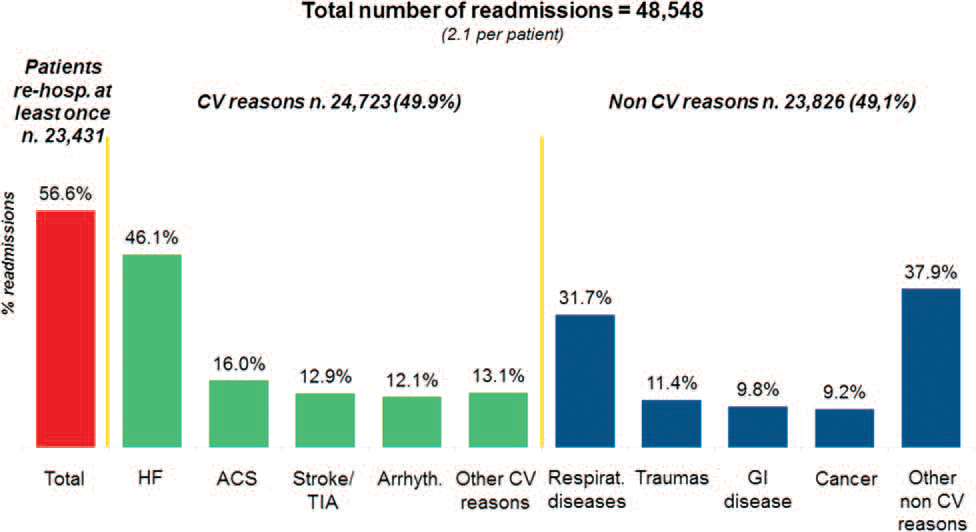 Total number of readmissions = 48,548
(2.1 per patient)
Patients
re-hosp. at
least once
n. 23,431
CV reasons n. 24,723 (49.9%)
Non CV reasons n. 23,826 (49,1%)
% readmissions
56.6%
46.1%
16.0%
12.9%
12.1%
13.1%
31.7%
11.4%
9.8%
9.2%
37.9%
Total
HF
ACS
Stroke/
TIA
Arrhyth.
Other CV
reasons
Respirat.
diseases
Traumas
GI
disease
Cancer
Other
non CV
reasons